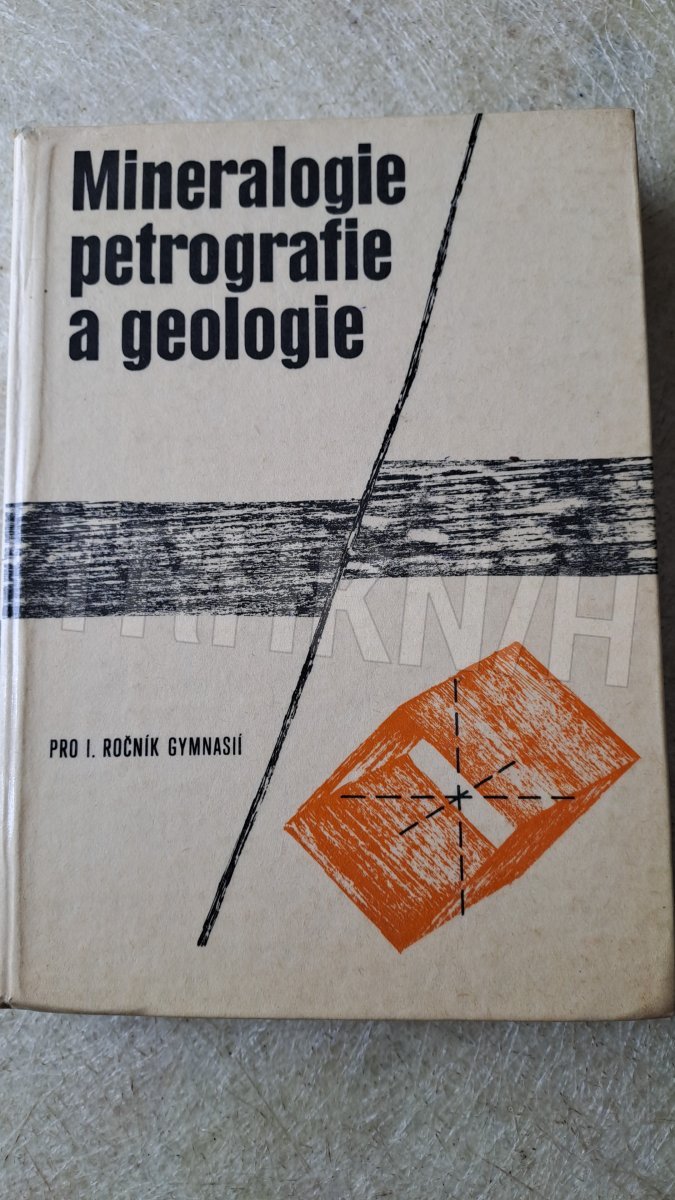 Mineralogie
petrografie
a geologie
PRO I. ROČNÍK GYMNASIÍ